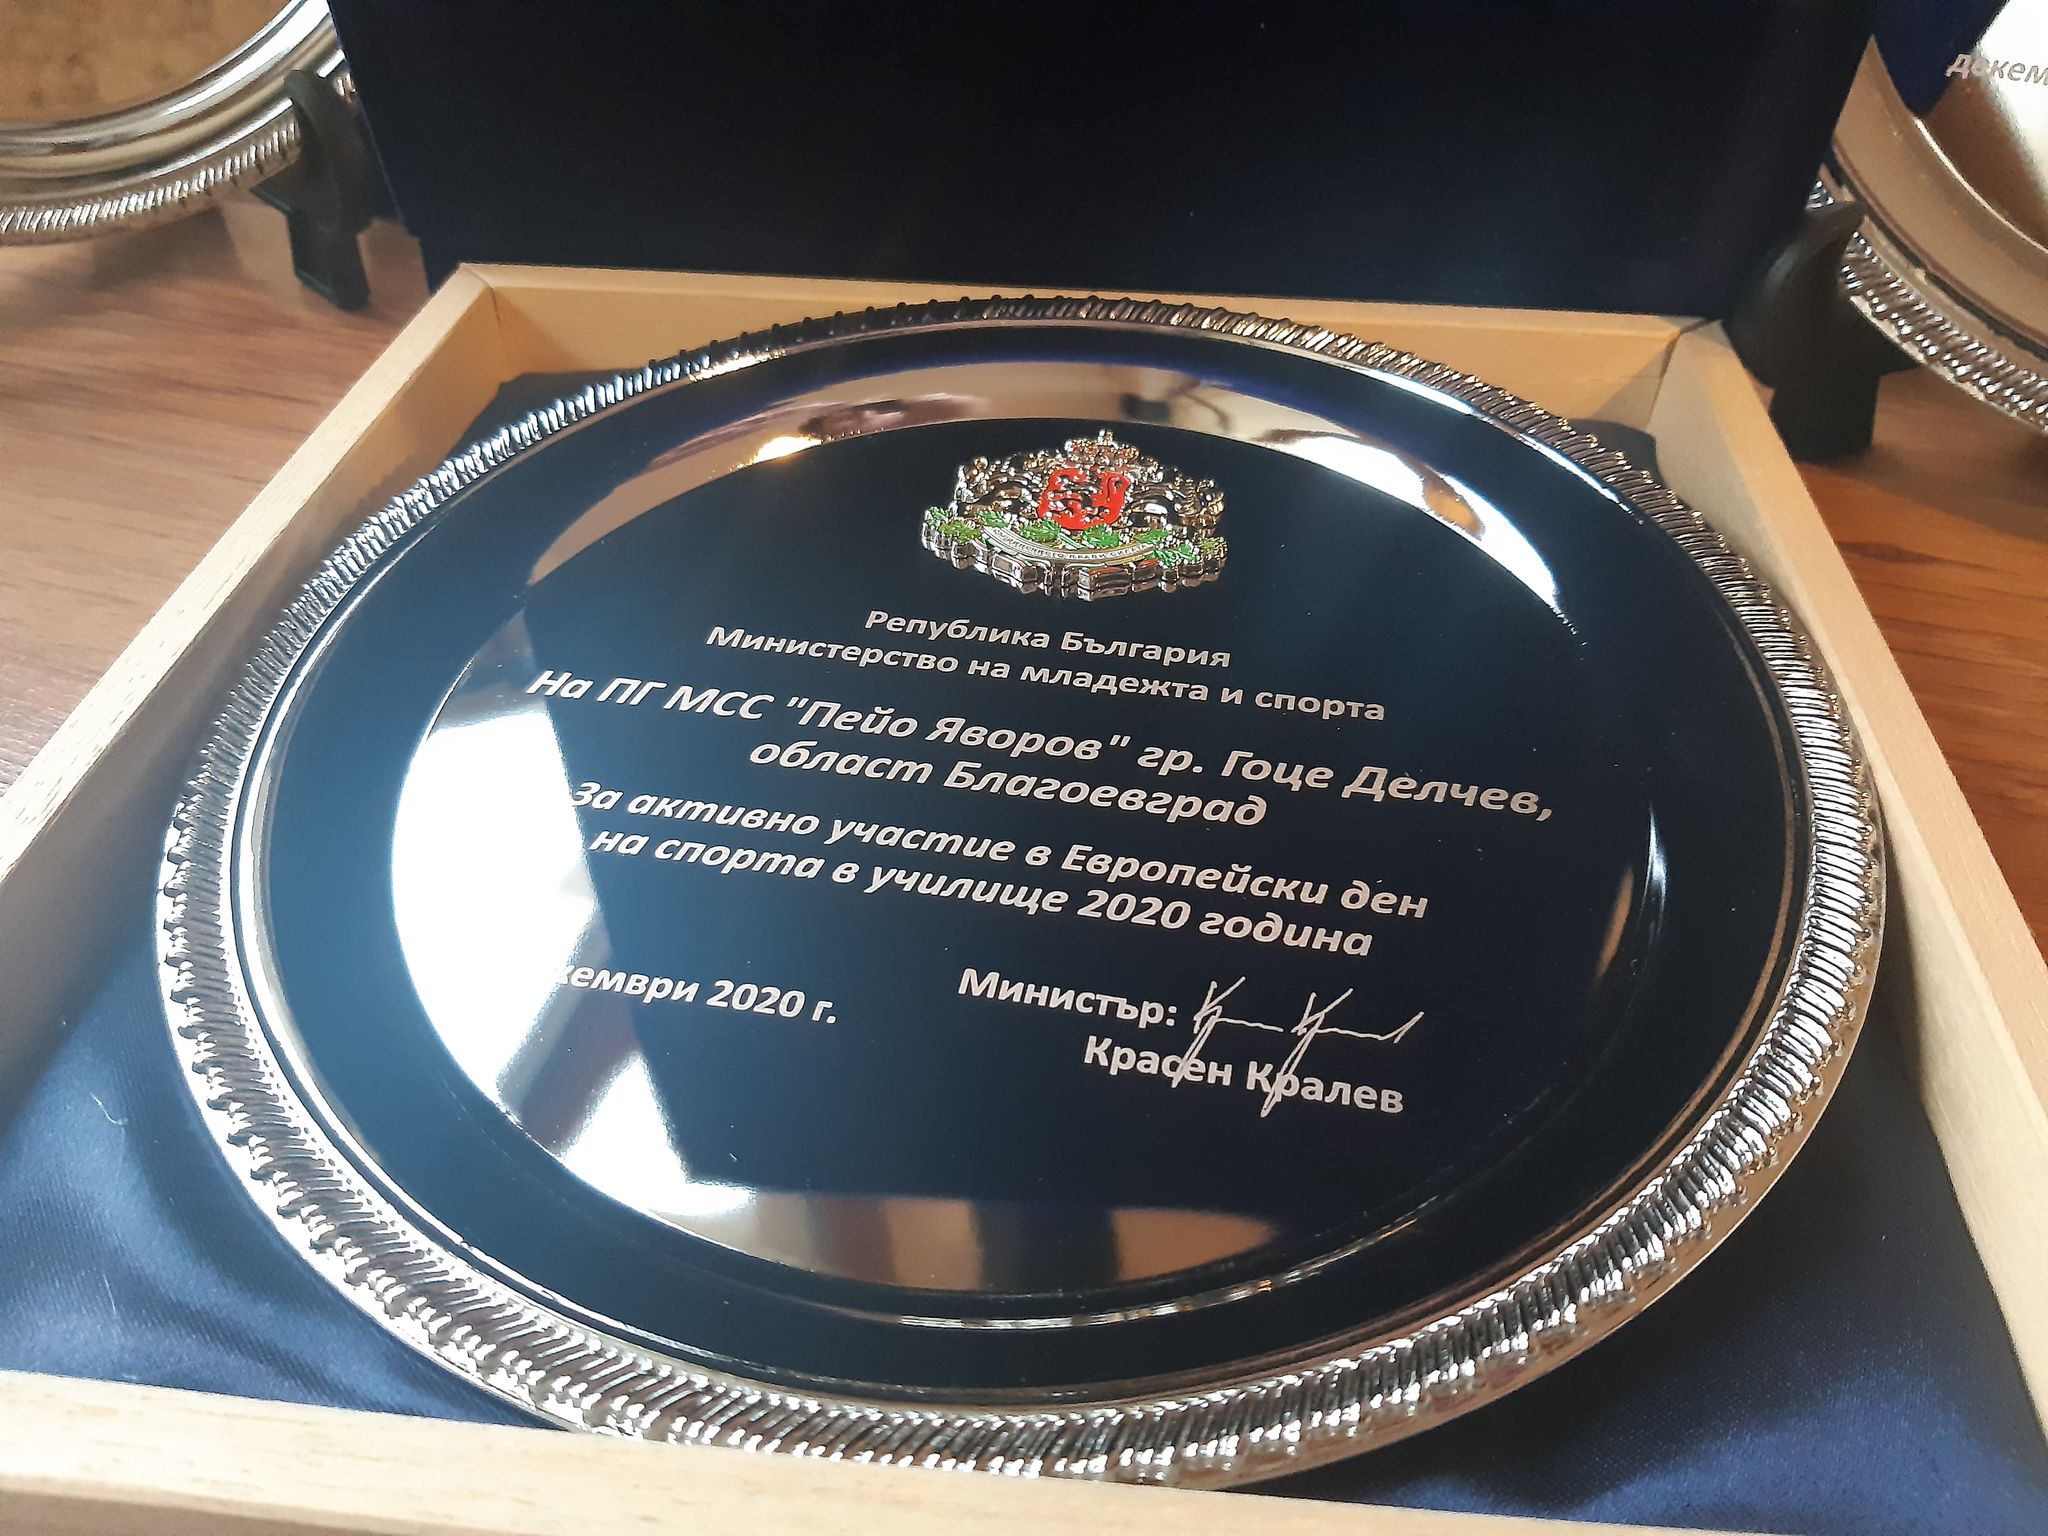 Република България
Министерство на младежта и спорта
На ПГ МСС "Пейо Яворов" гр. Гоце Делчев,
област Благоевград
За активно участие в Европейски ден
на спорта в училище 2020 година
2020 г.
Министър:
Красен Кралев